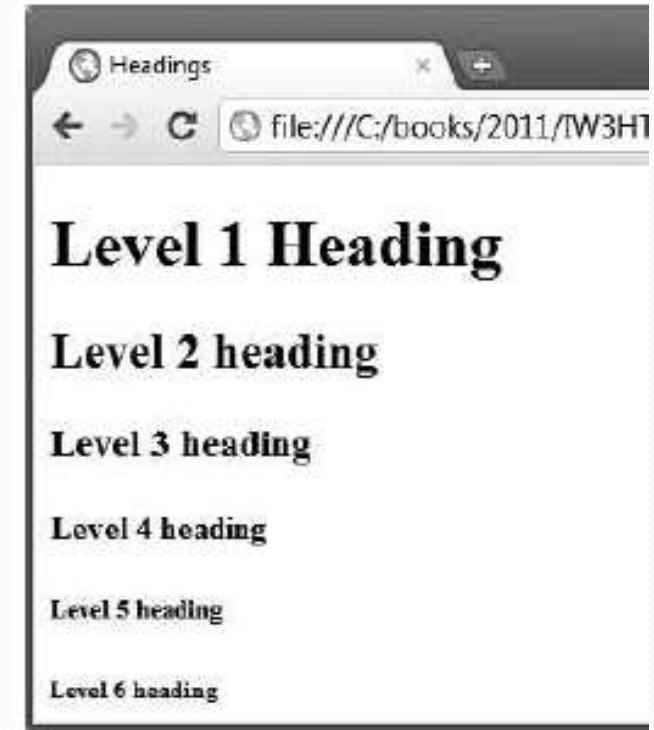 Headings
file:///C:/books/2011/IW3HT
Level 1 Heading
Level 2 heading
Level 3 heading
Level 4 heading
Level 5 heading
Level 6 heading